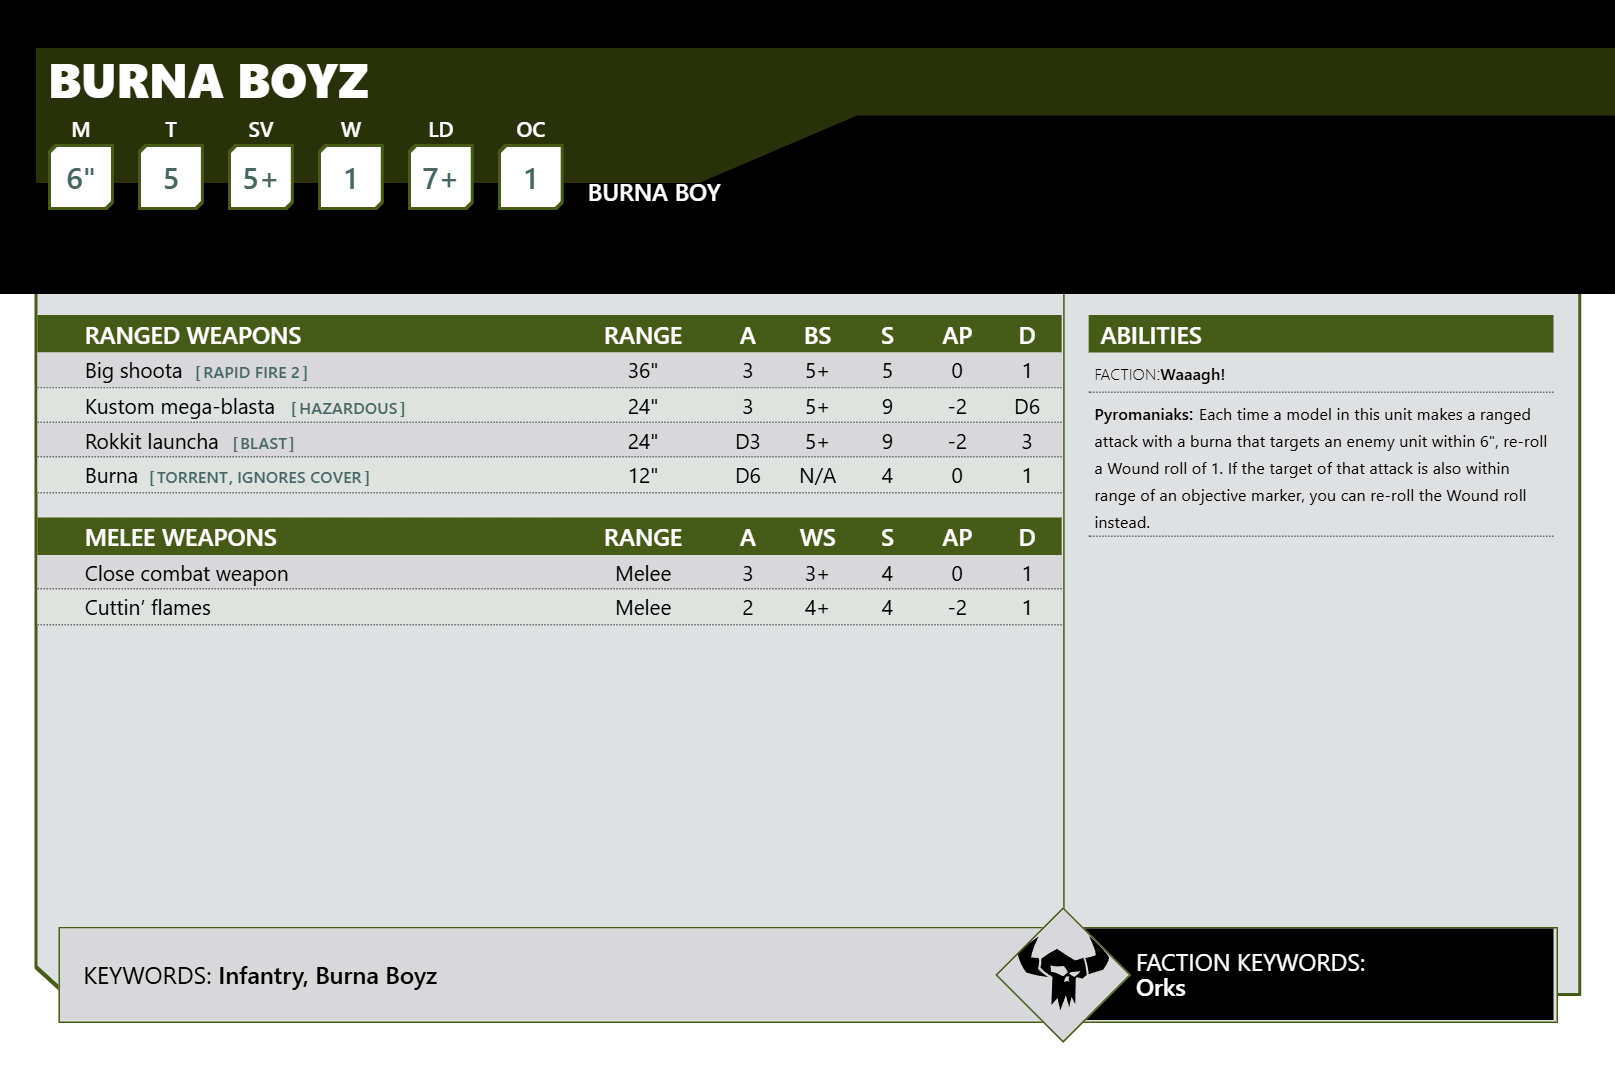 BURNA BOYZ
M T SV W LD OC
6" 5 5+ 1 7+ 1 BURNA BOY
RANGED WEAPONS RANGE A BS S AP D
Big shoota [RAPID FIRE 2] 36" 3 5+ 5 0 1
Kustom mega-blasta [HAZARDOUS] 24" 3 5+ 9 -2 D6
Rokkit launcha [BLAST] 24" D3 5+ 9 -2 3
Burna [TORRENT, IGNORES COVER] 12" D6 N/A 4 0 1
MELEE WEAPONS RANGE A WS S AP D
Close combat weapon Melee 3 3+ 4 0 1
Cuttin’ flames Melee 2 4+ 4 -2 1
ABILITIES
FACTION:Waaagh!
Pyromaniaks: Each time a model in this unit makes a ranged
attack with a burna that targets an enemy unit within 6", re-roll
a Wound roll of 1. If the target of that attack is also within
range of an objective marker, you can re-roll the Wound roll
instead.
KEYWORDS: Infantry, Burna Boyz
FACTION KEYWORDS:
Orks